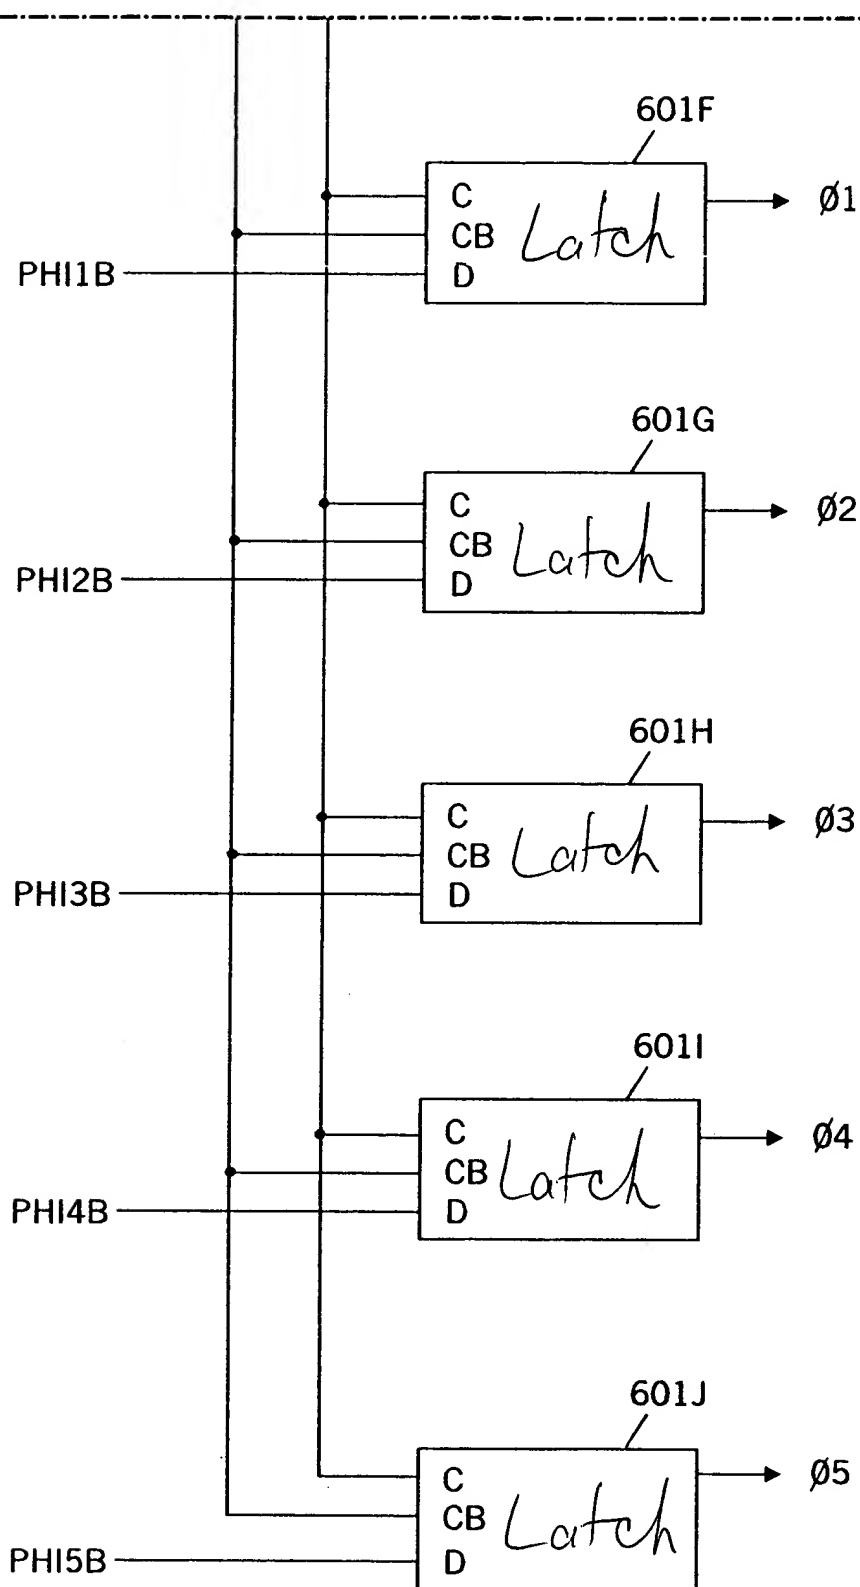 601F
C
CB
D
Latch
Ø1
PHI1B
601G
C
CB
D
Latch
Ø2
PHI2B
601H
C
CB
D
Latch
Ø3
PHI3B
601I
C
CB
D
Latch
Ø4
PHI4B
601J
C
CB
D
Latch
Ø5
PHI5B